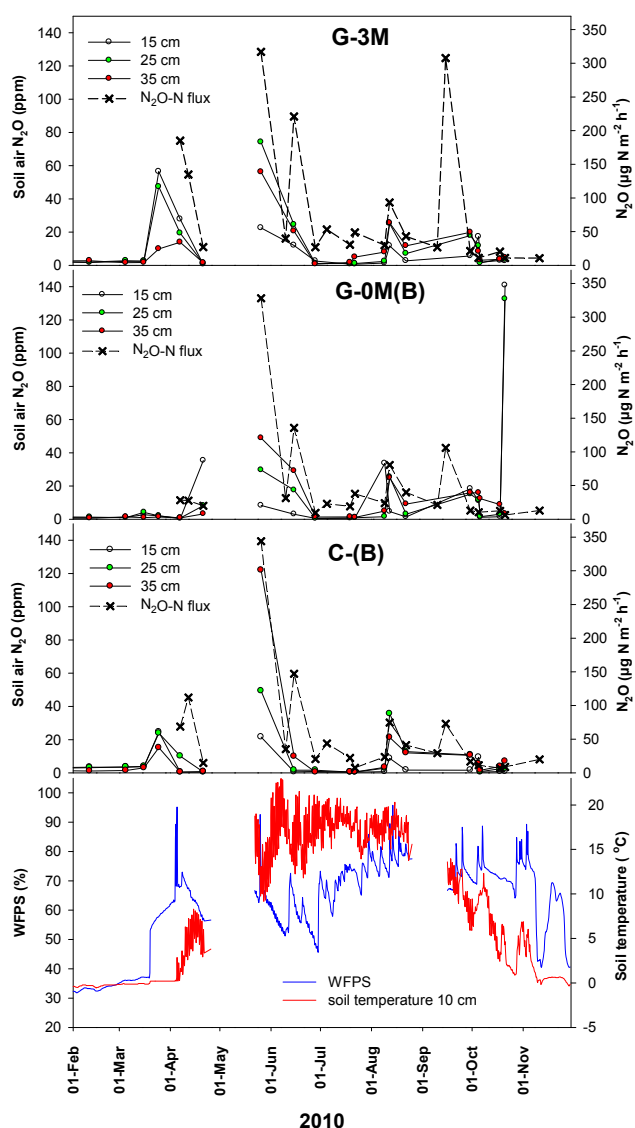 G-3M
15 cm
25 cm
35 cm
N₂O-N flux
Soil air N₂O (ppm)
140
120
100
80
60
40
20
0
350
300
250
200
150
100
50
0
N₂O (µg N m⁻² h⁻¹)
G-0M(B)
15 cm
25 cm
35 cm
N₂O-N flux
Soil air N₂O (ppm)
140
120
100
80
60
40
20
0
350
300
250
200
150
100
50
0
N₂O (µg N m⁻² h⁻¹)
C-(B)
15 cm
25 cm
35 cm
N₂O-N flux
Soil air N₂O (ppm)
140
120
100
80
60
40
20
0
350
300
250
200
150
100
50
0
N₂O (µg N m⁻² h⁻¹)
WFPS (%)
100
90
80
70
60
50
40
30
20
20
15
10
5
0
-5
Soil temperature ( °C)
WFPS
soil temperature 10 cm
01-Feb
01-Mar
01-Apr
01-May
01-Jun
01-Jul
01-Aug
01-Sep
01-Oct
01-Nov
2010